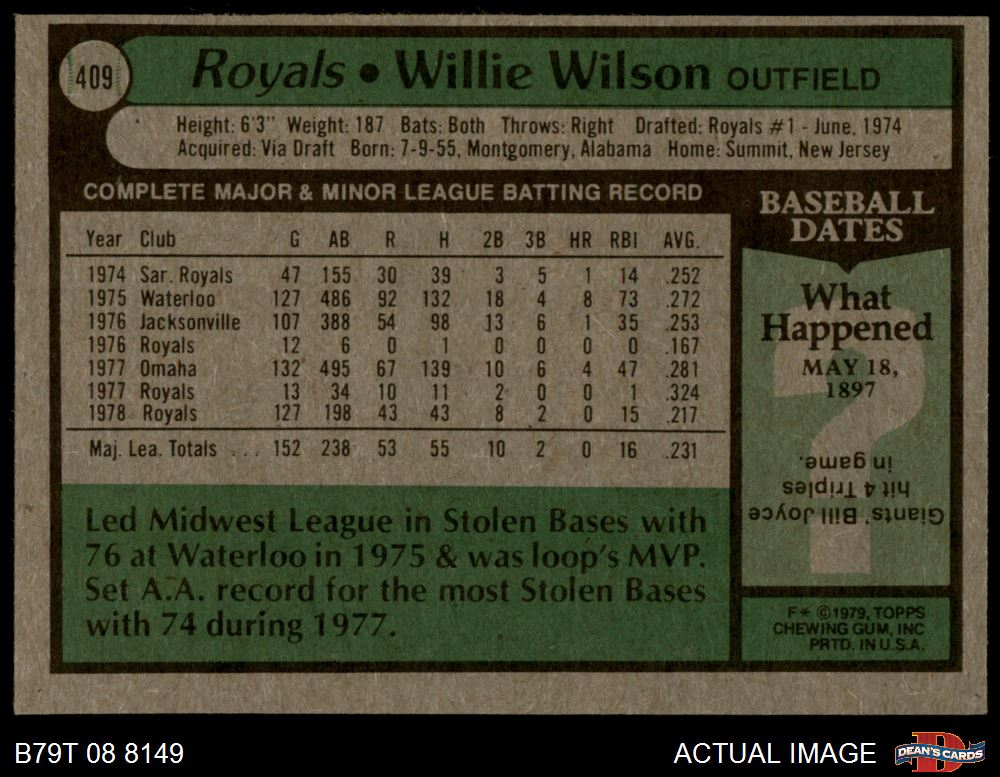 409
Royals • Willie Wilson OUTFIELD
Height: 6'3" Weight: 187 Bats: Both Throws: Right Drafted: Royals #1 - June, 1974
Acquired: Via Draft Born: 7-9-55, Montgomery, Alabama Home: Summit, New Jersey
COMPLETE MAJOR & MINOR LEAGUE BATTING RECORD
Year Club G AB R H 2B 3B HR RBI AVG.
1974 Sar. Royals 47 155 30 39 3 5 1 14 .252
1975 Waterloo 127 486 92 132 18 4 8 73 .272
1976 Jacksonville 107 388 54 98 13 6 1 35 .253
1976 Royals 12 6 0 1 0 0 0 0 .167
1977 Omaha 132 495 67 139 10 6 4 47 .281
1977 Royals 13 34 10 11 2 0 0 1 .324
1978 Royals 127 198 43 43 8 2 0 15 .217
Maj. Lea. Totals . . . 152 238 53 55 10 2 0 16 .231
Led Midwest League in Stolen Bases with
76 at Waterloo in 1975 & was loop's MVP.
Set A.A. record for the most Stolen Bases
with 74 during 1977.
BASEBALL
DATES
What
Happened
MAY 18,
1897
Giants' Bill Joyce
hit 4 Triples
in game.
F* ©1979, TOPPS
CHEWING GUM, INC
PRTD. IN U.S.A.
B79T 08 8149
ACTUAL IMAGE
D
DEAN'S CARDS